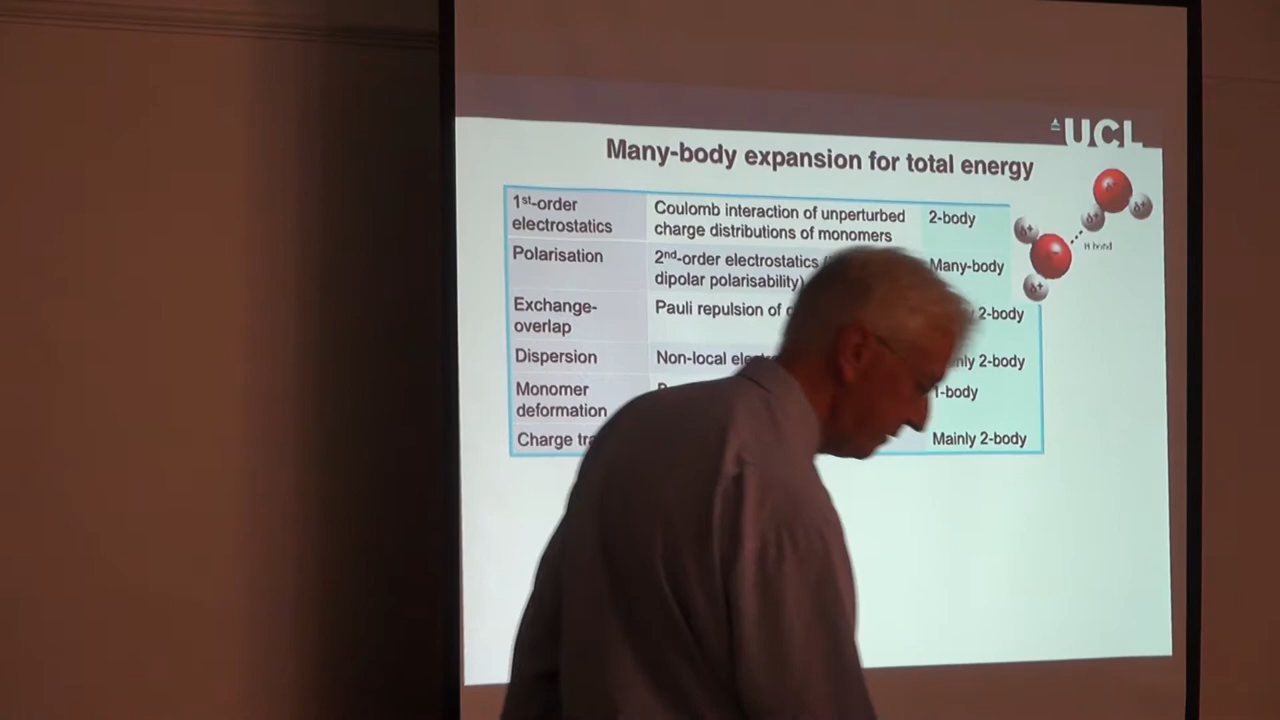 UCL
Many-body expansion for total energy
1st-order
electrostatics
Coulomb interaction of unperturbed
charge distributions of monomers
2-body
Polarisation
2nd-order electrostatics
dipolar polarisability)
Many-body
Exchange-
overlap
Pauli repulsion of
2-body
Dispersion
Non-local
2-body
Monomer
deformation
1-body
Charge
Mainly 2-body
δ+
δ+
δ+
δ+
H bond